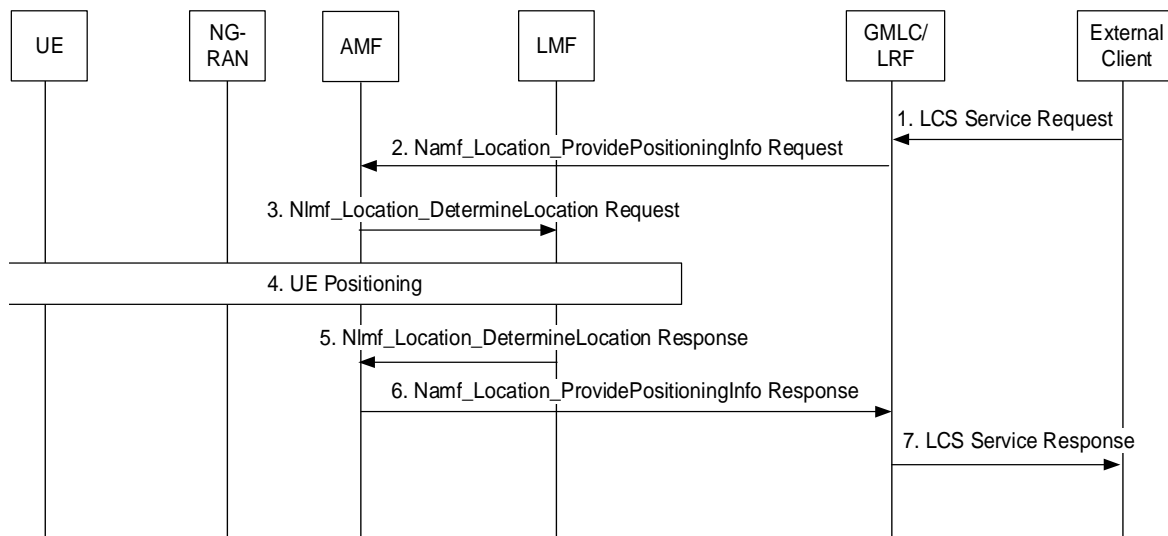 UE
NG-
RAN
AMF
LMF
GMLC/
LRF
External
Client
1. LCS Service Request
2. Namf_Location_ProvidePositioningInfo Request
3. Nlmf_Location_DetermineLocation Request
4. UE Positioning
5. Nlmf_Location_DetermineLocation Response
6. Namf_Location_ProvidePositioningInfo Response
7. LCS Service Response